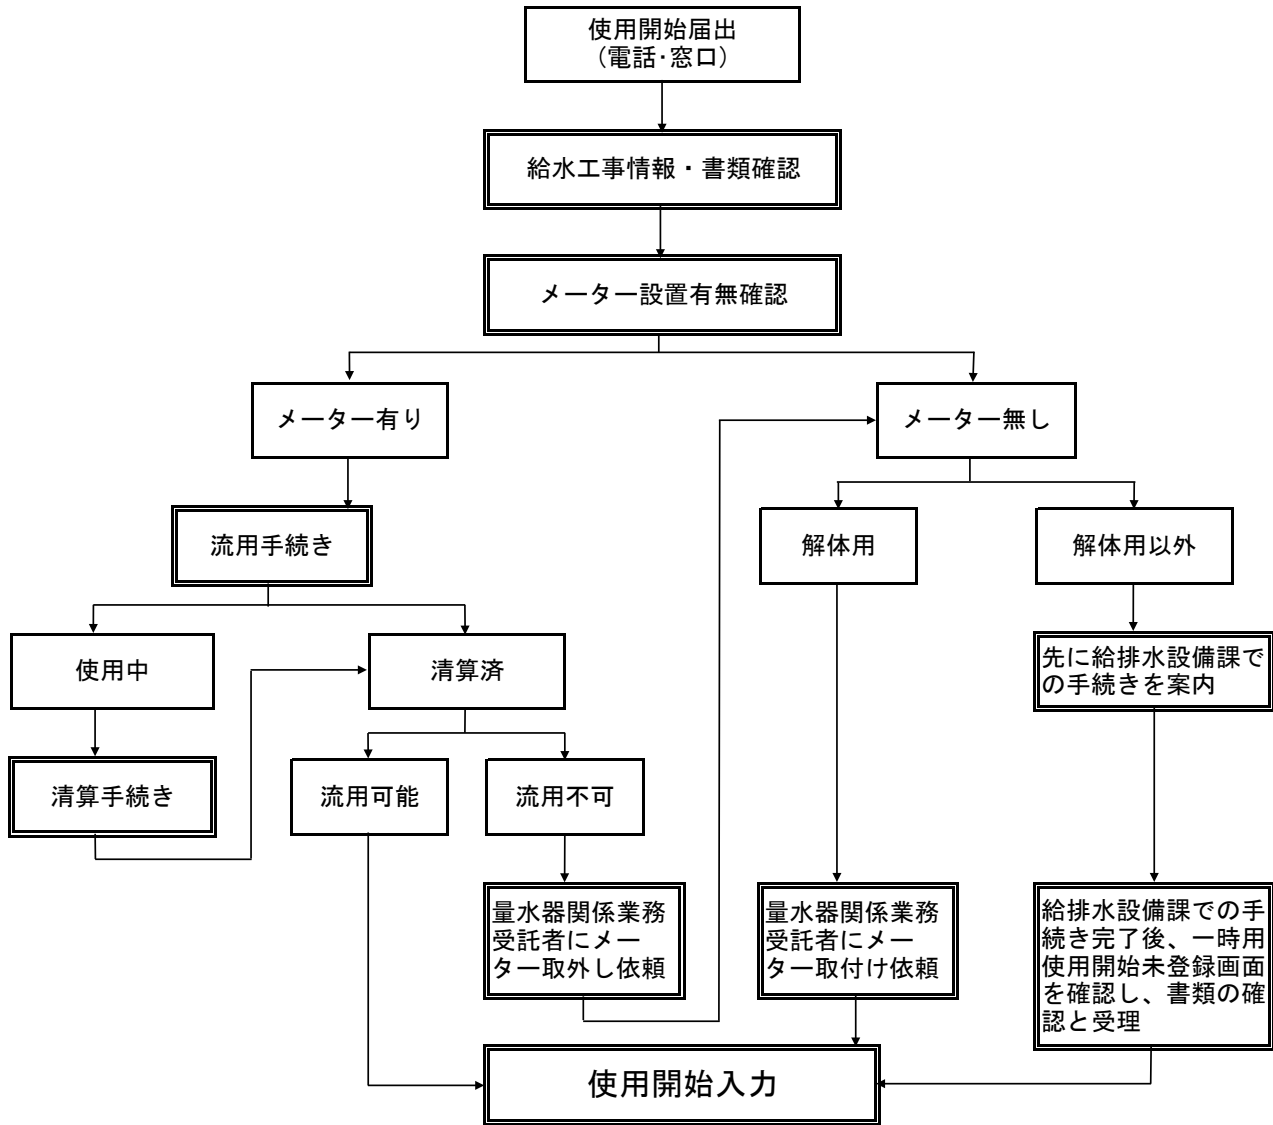 使用開始届出
（電話・窓口）
給水工事情報・書類確認
メーター設置有無確認
メーター有り
メーター無し
流用手続き
解体用
解体用以外
使用中
清算済
先に給排水設備課で
の手続きを案内
清算手続き
流用可能
流用不可
量水器関係業務
受託者にメー
ター取外し依頼
量水器関係業務
受託者にメー
ター取付け依頼
給排水設備課での手
続き完了後、一時用
使用開始未登録画面
を確認し、書類の確
認と受理
使用開始入力